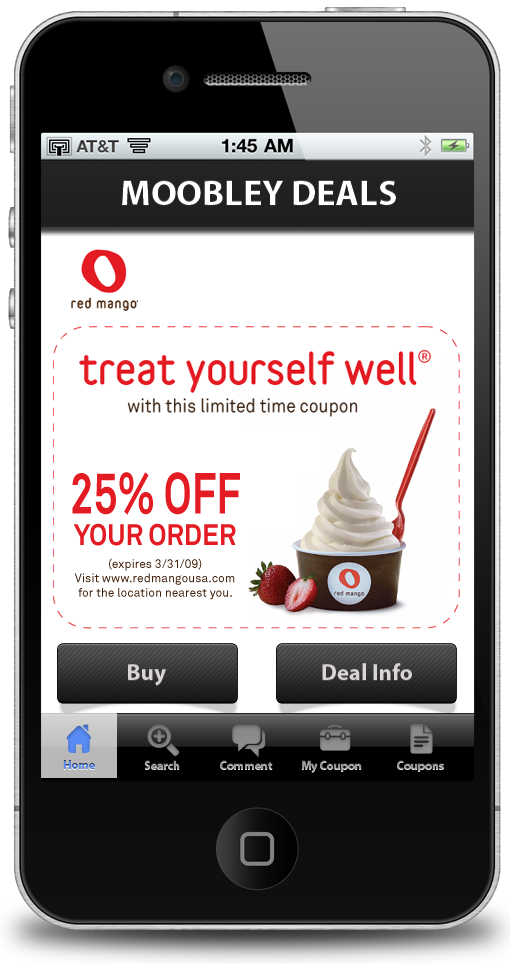 AT&T 1:45 AM
MOOBLEY DEALS
red mango
treat yourself well®
with this limited time coupon
25% OFF
YOUR ORDER
(expires 3/31/09)
Visit www.redmangousa.com
for the location nearest you.
red mango
Buy Deal Info
Home Search Comment My Coupon Coupons